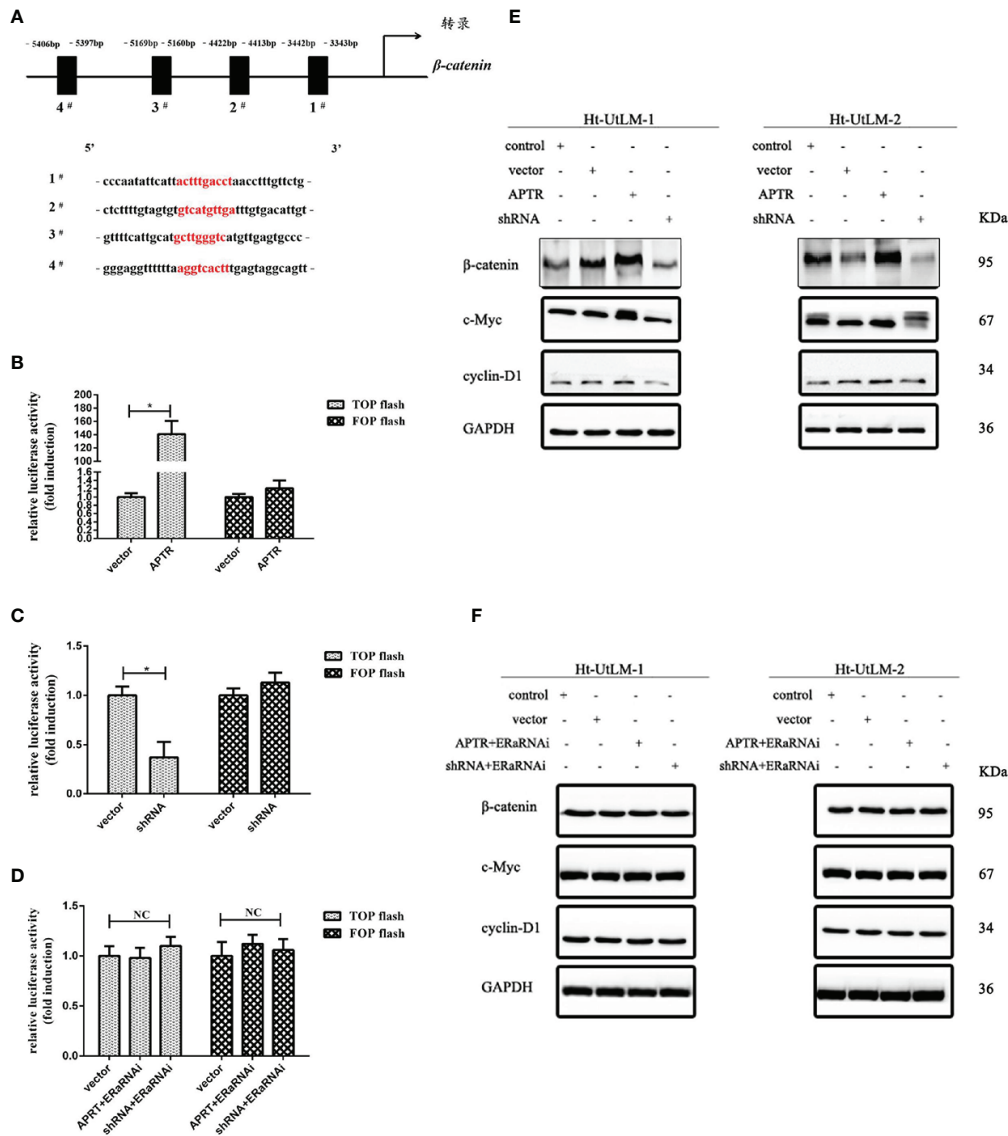 A
转录
- 5406bp - 5397bp - 5169bp - 5160bp - 4422bp - 4413bp - 3442bp - 3343bp
β-catenin
4 # 3 # 2 # 1 #
5’ 3’
1 # - cccaatattcattactttgacctaacctttgttctg -
2 # - ctcttttgtagtgtgtcatgttgatttgtgacattgt -
3 # - gttttcattgcatgcttgggtcatgttgagtgccc -
4 # - gggaggttttttaaggtcactttgagtaggcagtt -
B
relative luciferase activity
(fold induction)
160
140
120
100
80
1.6
1.4
1.2
1.0
0.8
0.6
0.4
0.2
0.0
*
TOP flash
FOP flash
vector APTR vector APTR
C
relative luciferase activity
(fold induction)
1.5
1.0
0.5
0.0
*
TOP flash
FOP flash
vector shRNA vector shRNA
D
relative luciferase activity
(fold induction)
1.5
1.0
0.5
0.0
NC NC
TOP flash
FOP flash
vector APRT+ERaRNAi shRNA+ERaRNAi vector APRT+ERaRNAi shRNA+ERaRNAi
E
Ht-UtLM-1 Ht-UtLM-2
control + - - - + - - -
vector - + - - - + - -
APTR - - + - - - + -
shRNA - - - + - - - +
KDa
β-catenin 95
c-Myc 67
cyclin-D1 34
GAPDH 36
F
Ht-UtLM-1 Ht-UtLM-2
control + - - - control + - - -
vector - + - - vector - + - -
APTR+ERaRNAi - - + - APTR+ERaRNAi - - + -
shRNA+ERaRNAi - - - + shRNA+ERaRNAi - - - +
KDa
β-catenin 95
c-Myc 67
cyclin-D1 34
GAPDH 36